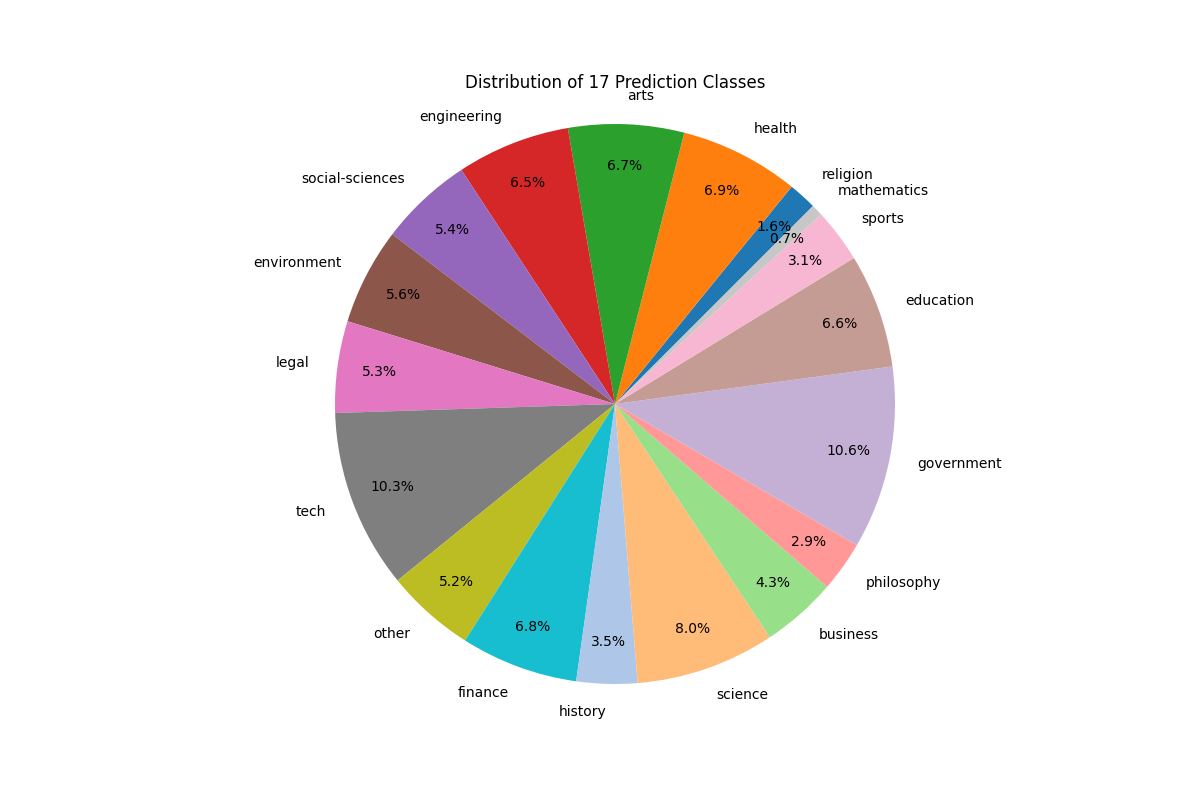 Distribution of 17 Prediction Classes
arts
engineering
health
religion
mathematics
social-sciences
sports
environment
education
legal
government
tech
philosophy
other
business
finance
science
history
6.7%
6.5%
6.9%
1.6%
0.7%
5.4%
3.1%
5.6%
6.6%
5.3%
10.6%
10.3%
2.9%
5.2%
4.3%
6.8%
8.0%
3.5%